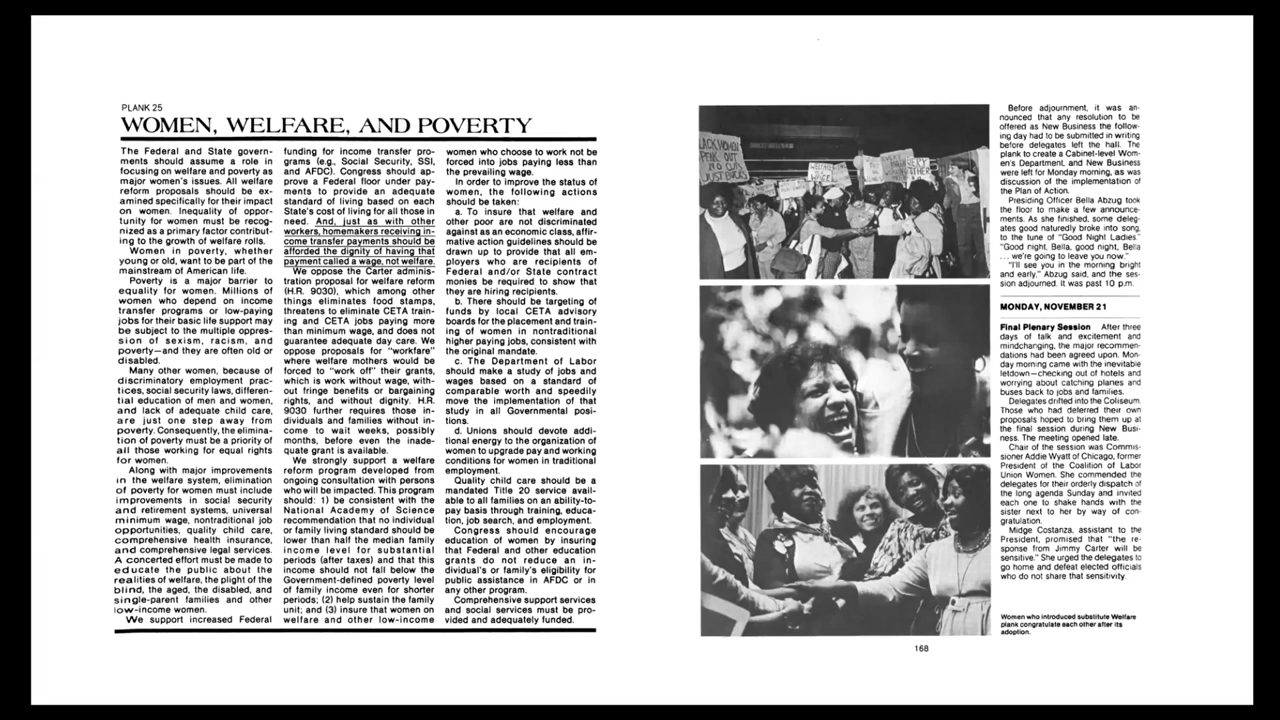 PLANK 25
WOMEN, WELFARE, AND POVERTY
The Federal and State govern-
ments should assume a role in
focusing on welfare and poverty as
major women's issues. All welfare
reform proposals should be ex-
amined specifically for their impact
on women. Inequality of oppor-
tunity for women must be recog-
nized as a primary factor contribut-
ing to the growth of welfare rolls.
Women in poverty, whether
young or old, want to be part of the
mainstream of American life.
Poverty is a major barrier to
equality for women. Millions of
women who depend on income
transfer programs or low-paying
jobs for their basic life support may
be subject to the multiple oppres-
sion of sexism, racism, and
poverty—and they are often old or
disabled.
Many other women, because of
discriminatory employment prac-
tices, social security laws, differen-
tial education of men and women,
and lack of adequate child care,
are just one step away from
poverty. Consequently, the elimina-
tion of poverty must be a priority of
all those working for equal rights
for women.
Along with major improvements
in the welfare system, elimination
of poverty for women must include
improvements in social security
and retirement systems, universal
minimum wage, nontraditional job
opportunities, quality child care,
comprehensive health insurance,
and comprehensive legal services.
A concerted effort must be made to
educate the public about the
realities of welfare, the plight of the
blind, the aged, the disabled, and
single-parent families and other
low-income women.
We support increased Federal
funding for income transfer pro-
grams (e.g., Social Security, SSI,
and AFDC). Congress should ap-
prove a Federal floor under pay-
ments to provide an adequate
standard of living based on each
State's cost of living for all those in
need. And, just as with other
workers, homemakers receiving in-
come transfer payments should be
afforded the dignity of having that
payment called a wage, not welfare.
We oppose the Carter adminis-
tration proposal for welfare reform
(H.R. 9030), which among other
things eliminates food stamps,
threatens to eliminate CETA train-
ing and CETA jobs paying more
than minimum wage, and does not
guarantee adequate day care. We
oppose proposals for "workfare"
where welfare mothers would be
forced to "work off" their grants,
which is work without wage, with-
out fringe benefits or bargaining
rights, and without dignity. H.R.
9030 further requires those in-
dividuals and families without in-
come to wait weeks, possibly
months, before even the inade-
quate grant is available.
We strongly support a welfare
reform program developed from
ongoing consultation with persons
who will be impacted. This program
should: 1) be consistent with the
National Academy of Science
recommendation that no individual
or family living standard should be
lower than half the median family
income level for substantial
periods (after taxes) and that this
income should not fall below the
Government-defined poverty level
of family income even for shorter
periods; (2) help sustain the family
unit; and (3) insure that women on
welfare and other low-income
women who choose to work not be
forced into jobs paying less than
the prevailing wage.
In order to improve the status of
women, the following actions
should be taken:
a. To insure that welfare and
other poor are not discriminated
against as an economic class, affir-
mative action guidelines should be
drawn up to provide that all em-
ployers who are recipients of
Federal and/or State contract
monies be required to show that
they are hiring recipients.
b. There should be targeting of
funds by local CETA advisory
boards for the placement and train-
ing of women in nontraditional
higher paying jobs, consistent with
the original mandate.
c. The Department of Labor
should make a study of jobs and
wages based on a standard of
comparable worth and speedily
move the implementation of that
study in all Governmental posi-
tions.
d. Unions should devote addi-
tional energy to the organization of
women to upgrade pay and working
conditions for women in traditional
employment.
Quality child care should be a
mandated Title 20 service avail-
able to all families on an ability-to-
pay basis through training, educa-
tion, job search, and employment.
Congress should encourage
education of women by insuring
that Federal and other education
grants do not reduce an in-
dividual's or family's eligibility for
public assistance in AFDC or in
any other program.
Comprehensive support services
and social services must be pro-
vided and adequately funded.
Before adjournment, it was an-
nounced that any resolution to be
offered as New Business the follow-
ing day had to be submitted in writing
before delegates left the hall. The
plank to create a Cabinet-level Wom-
en's Department, and New Business
were left for Monday morning, as was
discussion of the implementation of
the Plan of Action.
Presiding Officer Bella Abzug took
the floor to make a few announce-
ments. As she finished, some deleg-
ates good naturedly broke into song,
to the tune of "Good Night Ladies."
"Good night, Bella, good night, Bella
... we're going to leave you now."
"I'll see you in the morning bright
and early," Abzug said, and the ses-
sion adjourned. It was past 10 p.m.
MONDAY, NOVEMBER 21
Final Plenary Session After three
days of talk and excitement and
mindchanging, the major recommen-
dations had been agreed upon. Mon-
day morning came with the inevitable
letdown—checking out of hotels and
worrying about catching planes and
buses back to jobs and families.
Delegates drifted into the Coliseum.
Those who had deferred their own
proposals hoped to bring them up at
the final session during New Busi-
ness. The meeting opened late.
Chair of the session was Commis-
sioner Addie Wyatt of Chicago, former
President of the Coalition of Labor
Union Women. She commended the
delegates for their orderly dispatch of
the long agenda Sunday and invited
each one to shake hands with the
sister next to her by way of con-
gratulation.
Midge Costanza, assistant to the
President, promised that "the re-
sponse from Jimmy Carter will be
sensitive." She urged the delegates to
go home and defeat elected officials
who do not share that sensitivity.
Women who introduced substitute Welfare
plank congratulate each other after its
adoption.
168